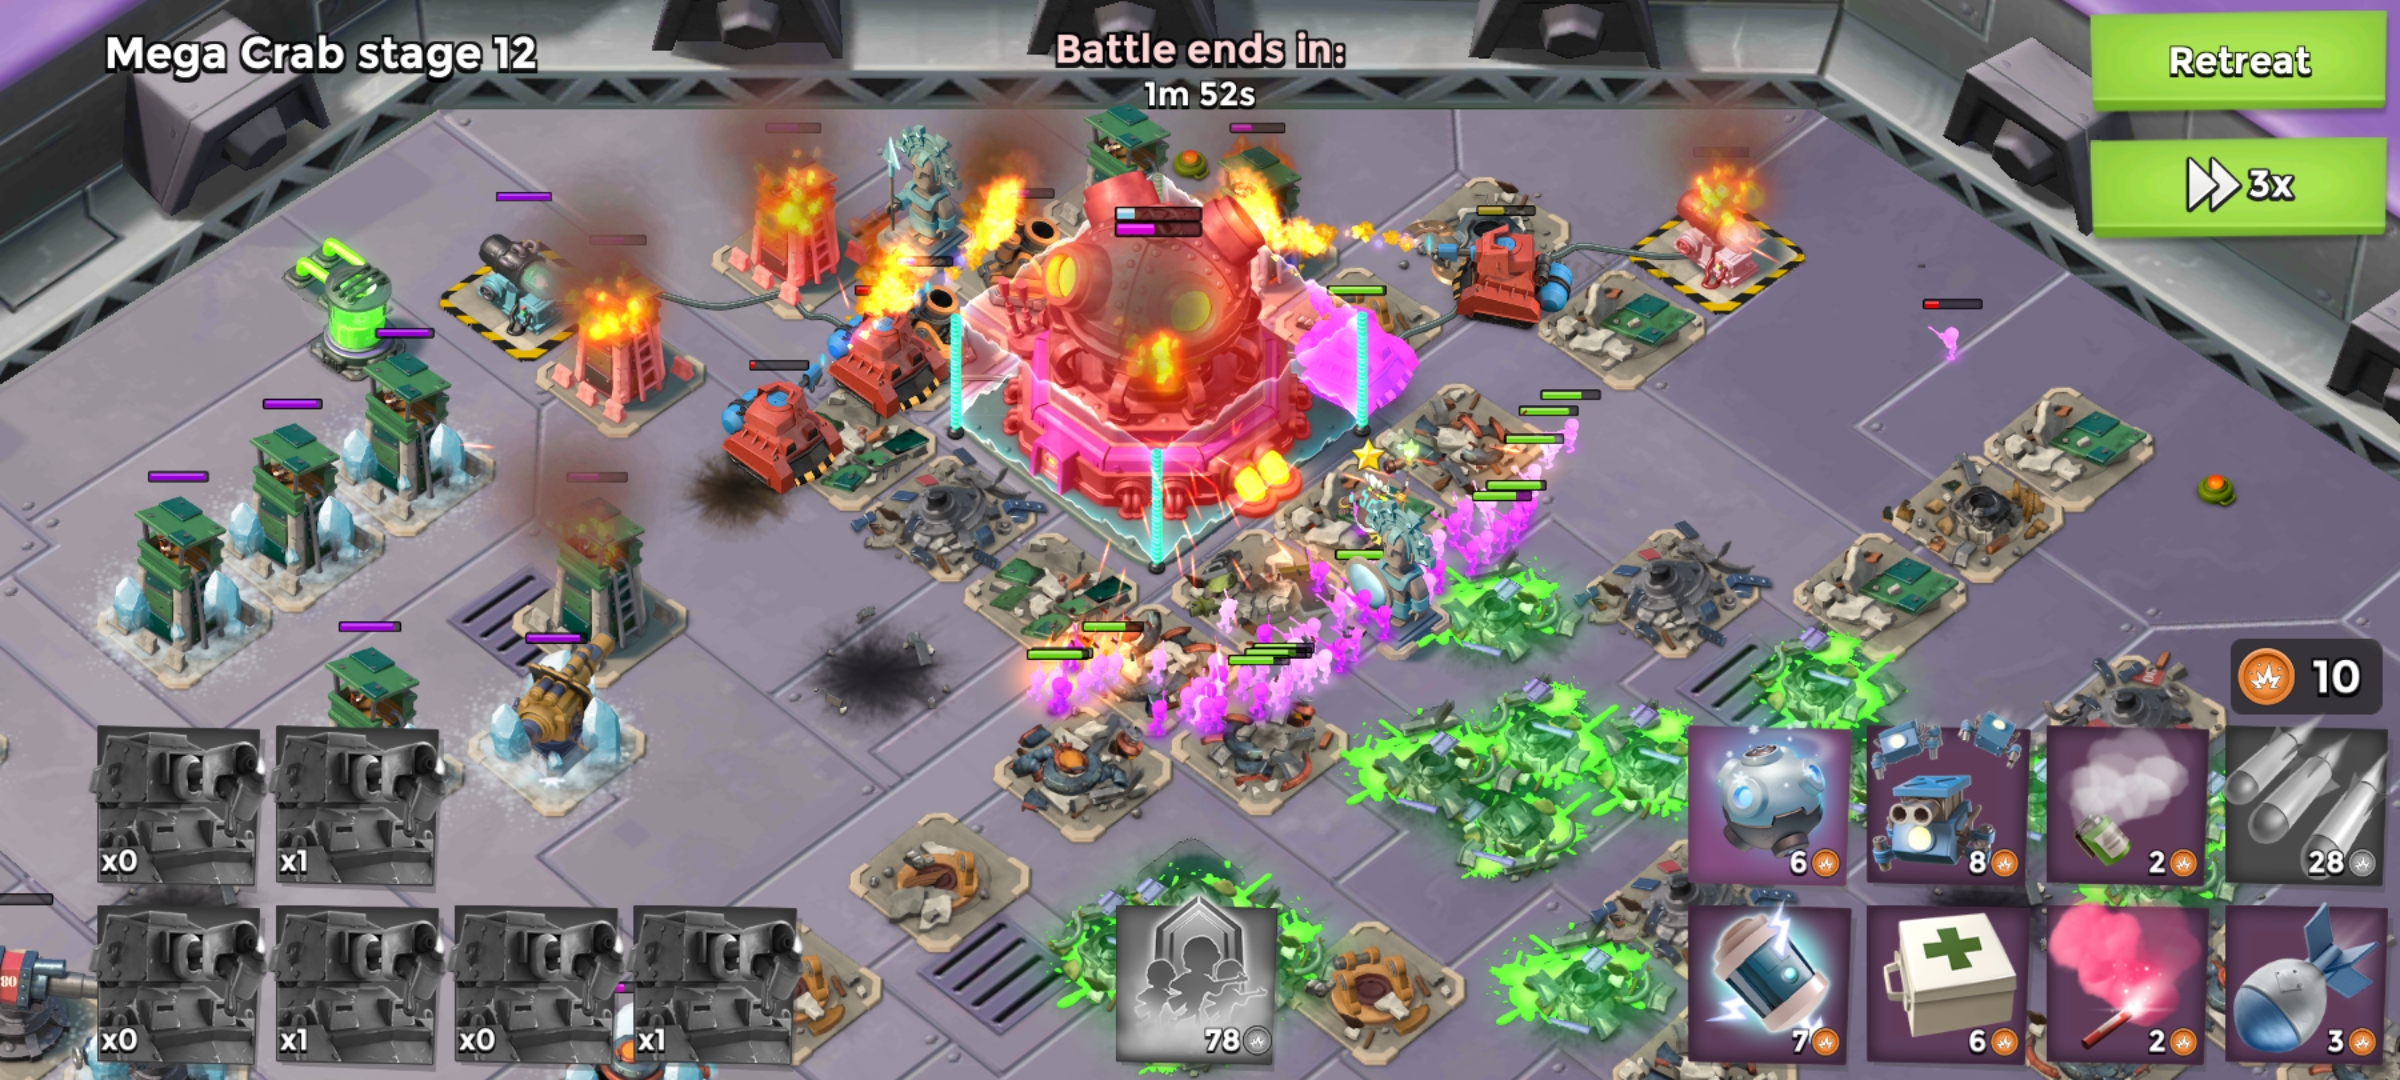 Mega Crab stage 12
Battle ends in:
1m 52s
Retreat
3x
10
x0
x1
6
8
2
28
x0
x1
x0
x1
78
7
6
2
3
80